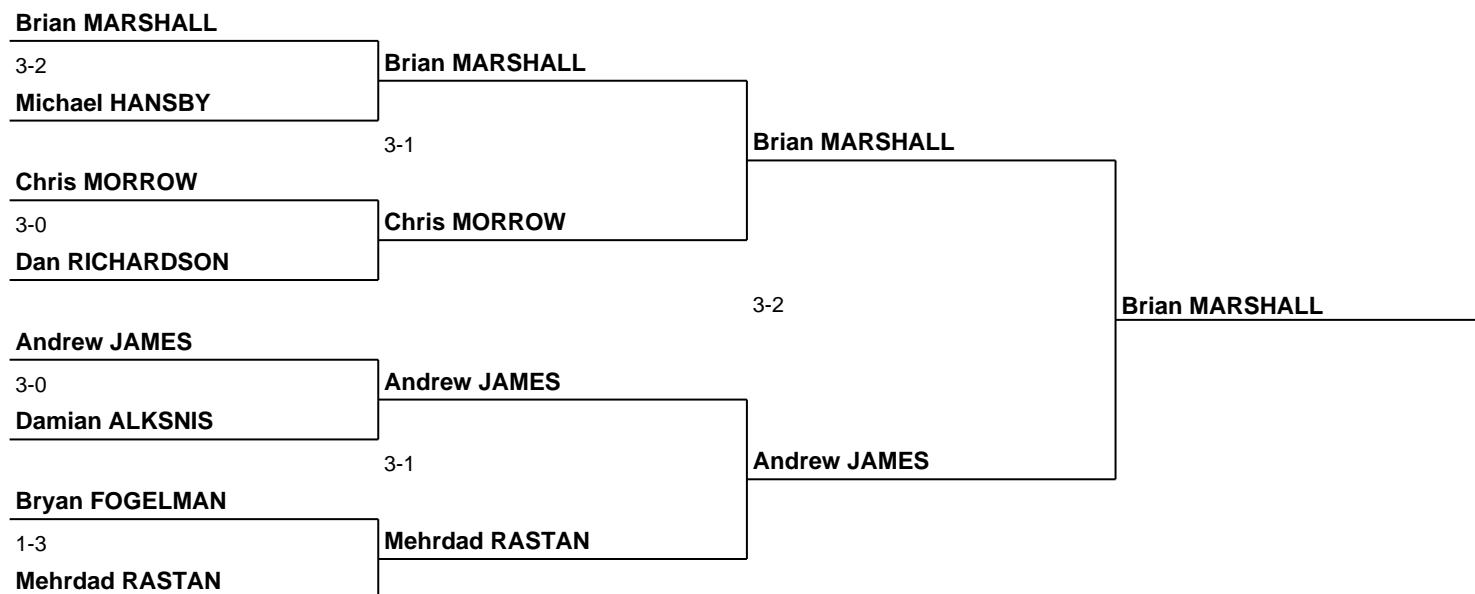 Brian MARSHALL
3-2
Brian MARSHALL
Michael HANSBY
3-1
Brian MARSHALL
Chris MORROW
3-0
Chris MORROW
Dan RICHARDSON
3-2
Brian MARSHALL
Andrew JAMES
3-0
Andrew JAMES
Damian ALKSNIS
3-1
Andrew JAMES
Bryan FOGELMAN
1-3
Mehrdad RASTAN
Mehrdad RASTAN